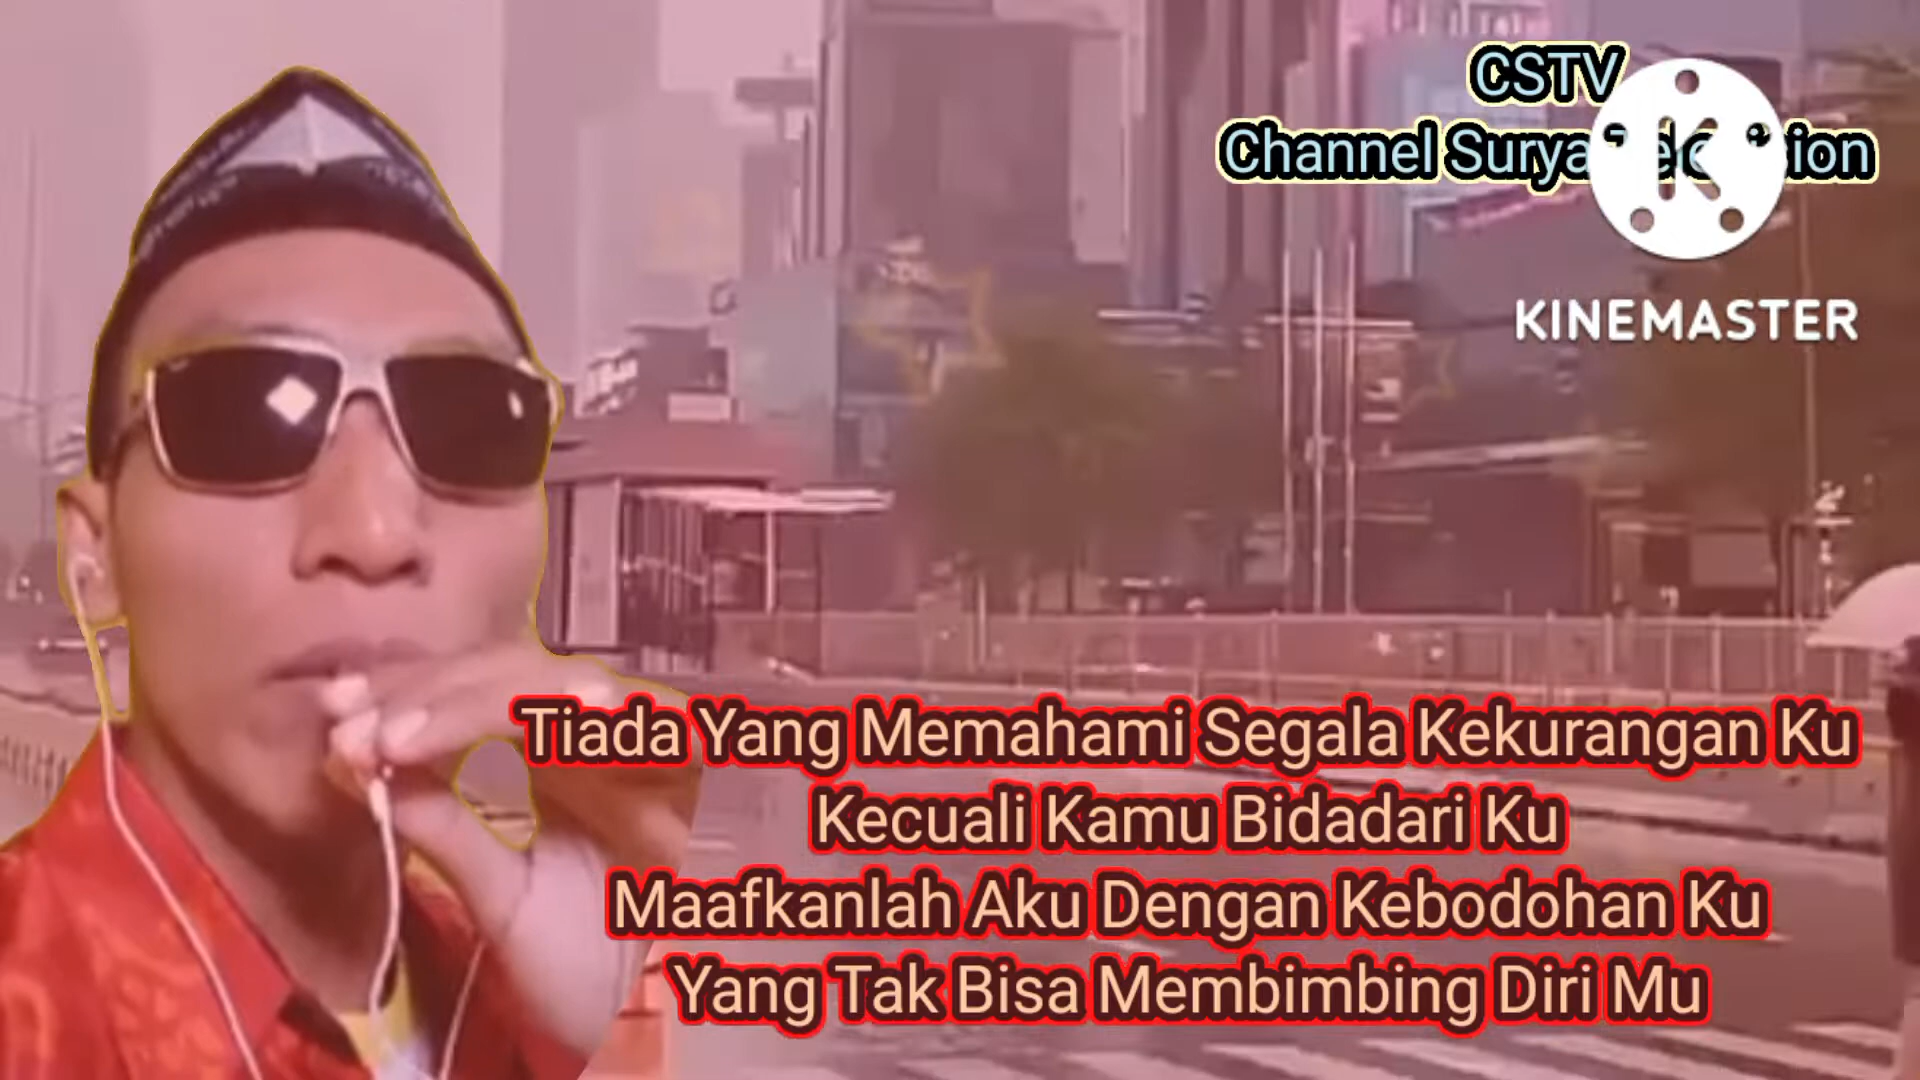 CSTV
Channel Surya Television
KINEMASTER
Tiada Yang Memahami Segala Kekurangan Ku
Kecuali Kamu Bidadari Ku
Maafkanlah Aku Dengan Kebodohan Ku
Yang Tak Bisa Membimbing Diri Mu